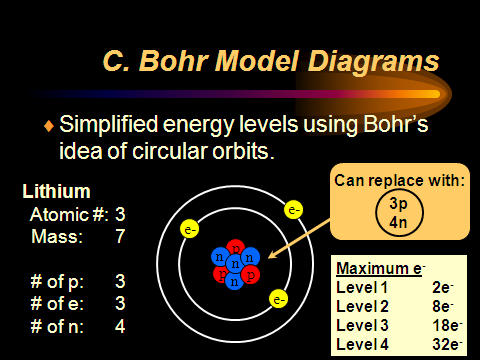 C. Bohr Model Diagrams
Simplified energy levels using Bohr's
idea of circular orbits.
Lithium
Atomic #: 3
Mass: 7
# of p: 3
# of e: 3
# of n: 4
e-
e-
e-
p
n
n
n
p
p
n
Can replace with:
3p
4n
Maximum e-
Level 1 2e-
Level 2 8e-
Level 3 18e-
Level 4 32e-